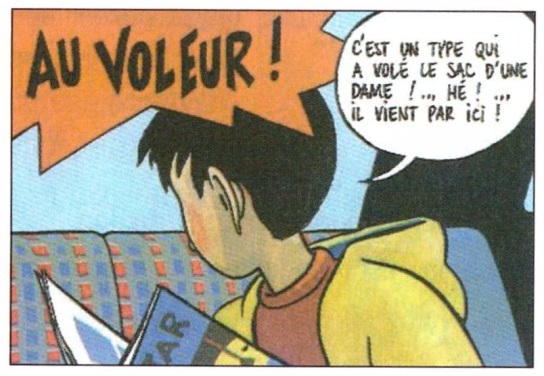 AU VOLEUR !
C'EST UN TYPE QUI
A VOLÉ LE SAC D'UNE
DAME !... HÉ ! ...
IL VIENT PAR ICI !